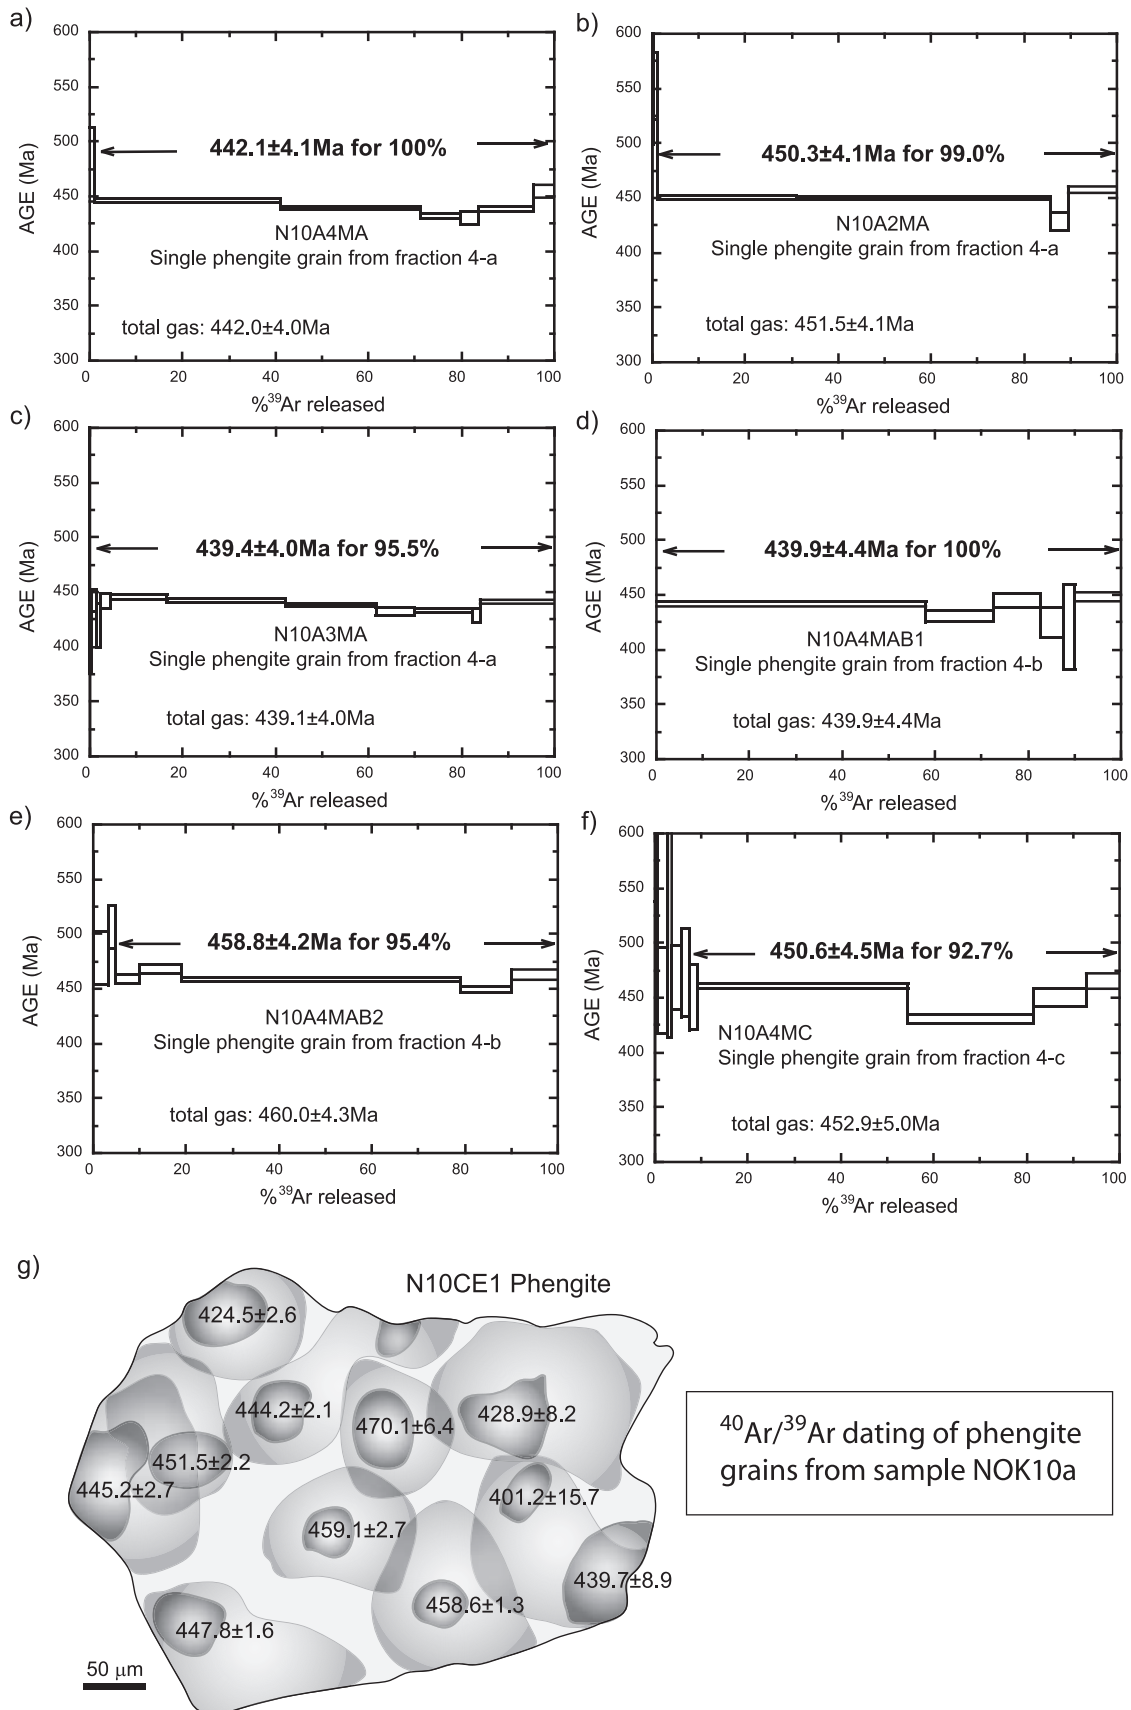 a)
600
550
500
450
400
350
300
AGE (Ma)
442.1±4.1Ma for 100%
N10A4MA
Single phengite grain from fraction 4-a
total gas: 442.0±4.0Ma
0 20 40 60 80 100
%³⁹Ar released
b)
600
550
500
450
400
350
300
AGE (Ma)
450.3±4.1Ma for 99.0%
N10A2MA
Single phengite grain from fraction 4-a
total gas: 451.5±4.1Ma
0 20 40 60 80 100
%³⁹Ar released
c)
600
550
500
450
400
350
300
AGE (Ma)
439.4±4.0Ma for 95.5%
N10A3MA
Single phengite grain from fraction 4-a
total gas: 439.1±4.0Ma
0 20 40 60 80 100
%³⁹Ar released
d)
600
550
500
450
400
350
300
AGE (Ma)
439.9±4.4Ma for 100%
N10A4MAB1
Single phengite grain from fraction 4-b
total gas: 439.9±4.4Ma
0 20 40 60 80 100
%³⁹Ar released
e)
600
550
500
450
400
350
300
AGE (Ma)
458.8±4.2Ma for 95.4%
N10A4MAB2
Single phengite grain from fraction 4-b
total gas: 460.0±4.3Ma
0 20 40 60 80 100
%³⁹Ar released
f)
600
550
500
450
400
350
300
AGE (Ma)
450.6±4.5Ma for 92.7%
N10A4MC
Single phengite grain from fraction 4-c
total gas: 452.9±5.0Ma
0 20 40 60 80 100
%³⁹Ar released
g)
N10CE1 Phengite
424.5±2.6
444.2±2.1
470.1±6.4
428.9±8.2
451.5±2.2
445.2±2.7
401.2±15.7
459.1±2.7
439.7±8.9
458.6±1.3
447.8±1.6
50 μm
⁴⁰Ar/³⁹Ar dating of phengite
grains from sample NOK10a